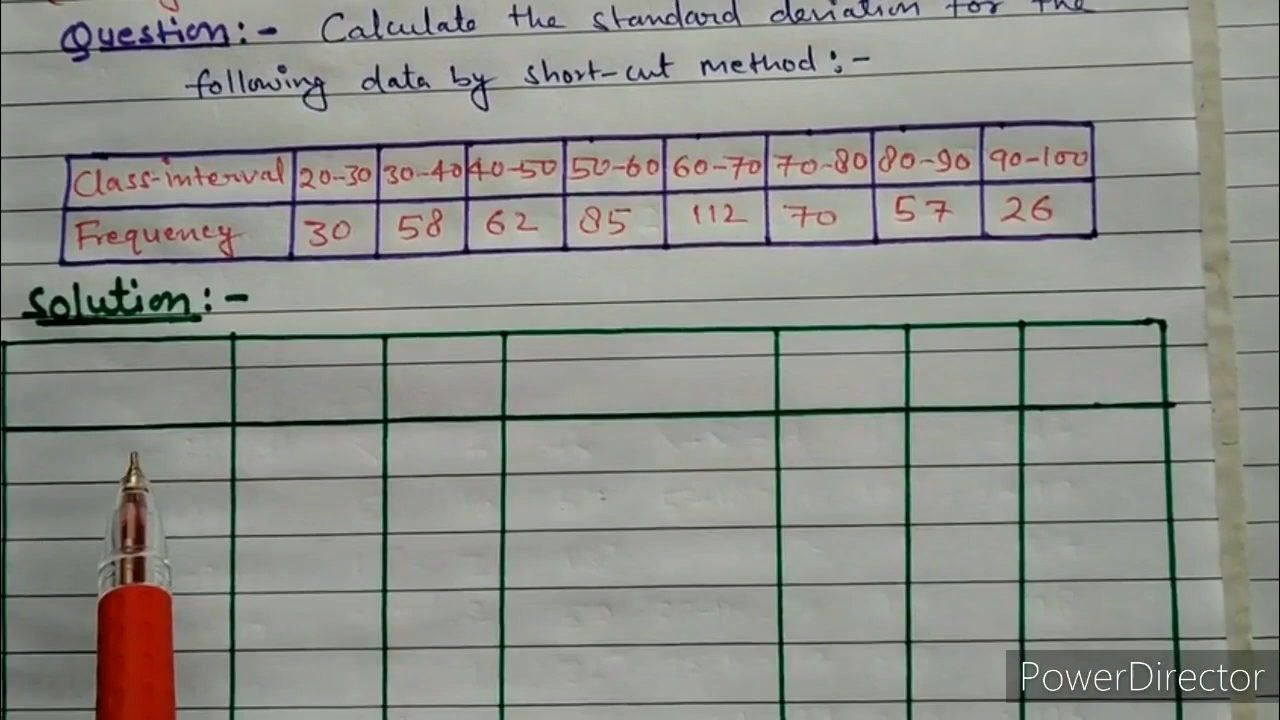 Question:- Calculate the standard deviation for the
following data by short-cut method:-
Class-interval 20-30 30-40 40-50 50-60 60-70 70-80 80-90 90-100
Frequency 30 58 62 85 112 70 57 26
Solution:-
PowerDirector